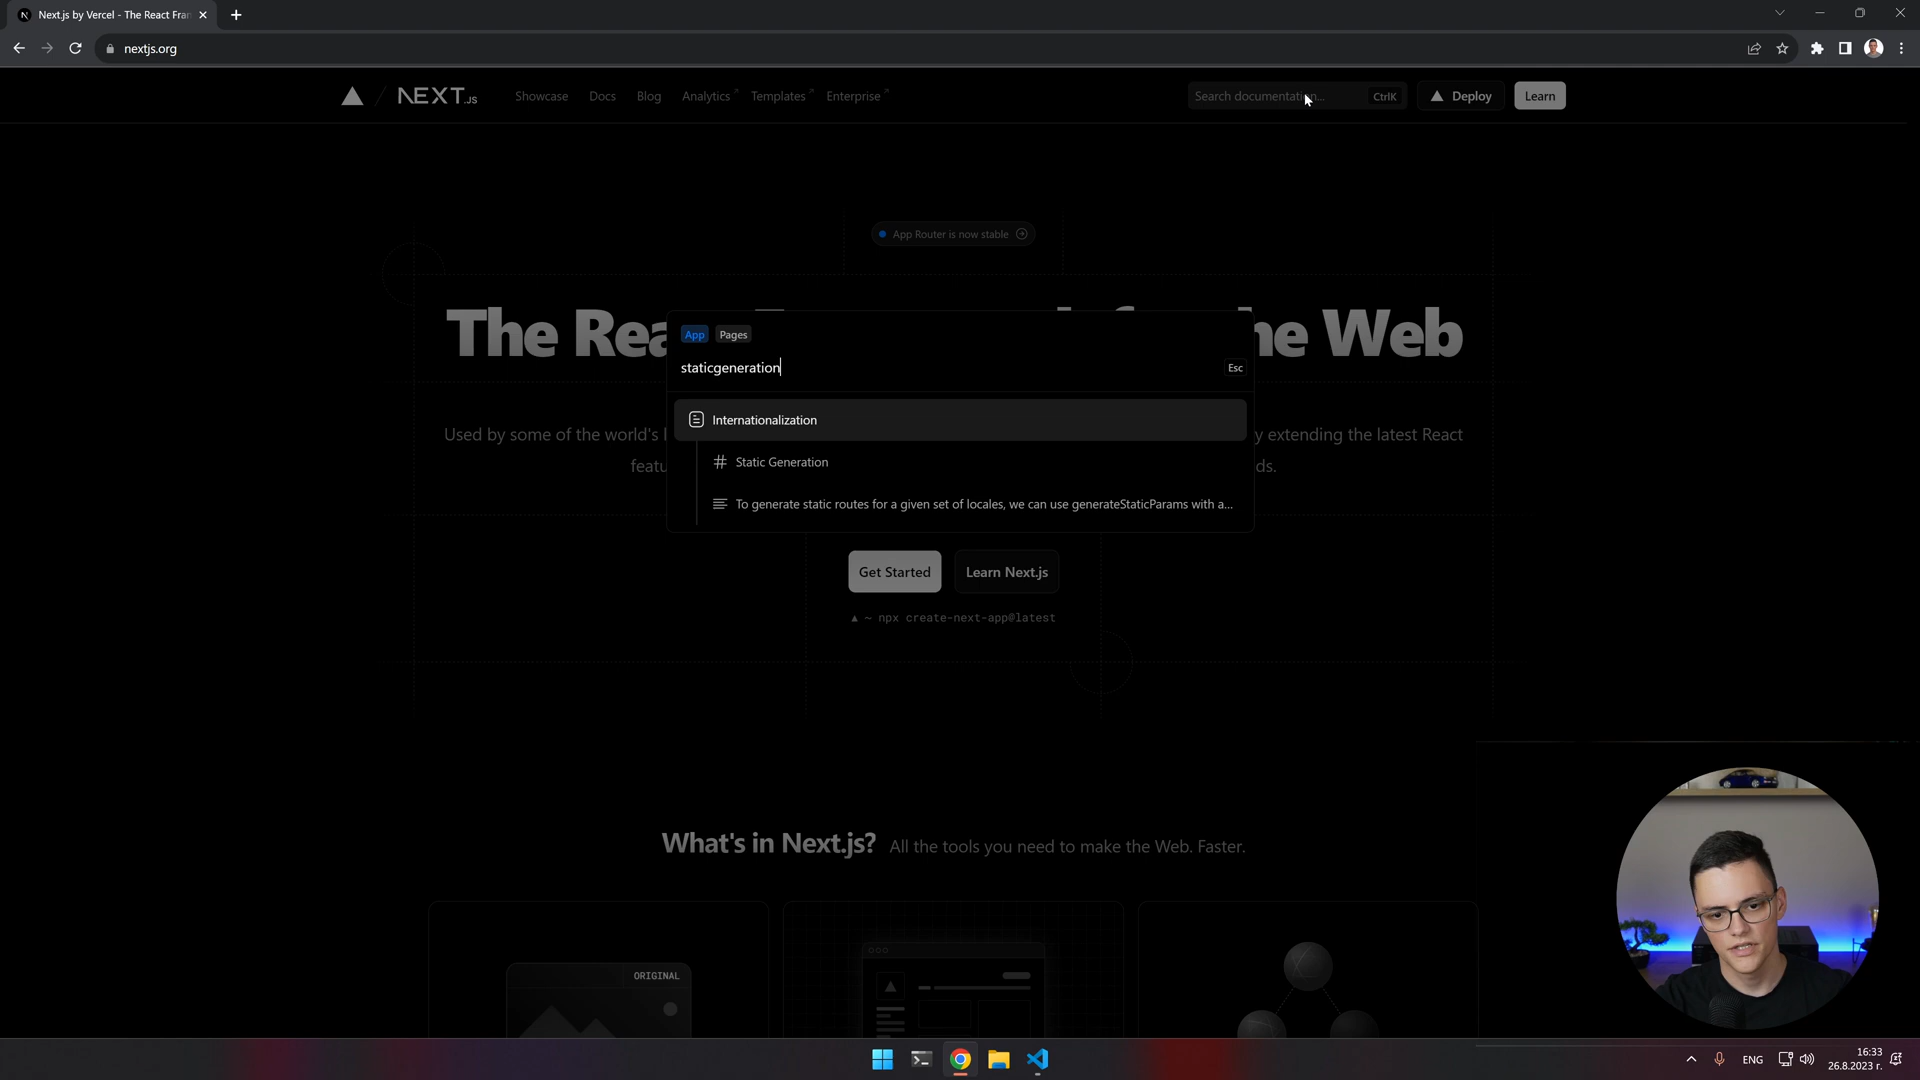 Next.js by Vercel - The React Fran
nextjs.org
NEXT.JS
Showcase
Docs
Blog
Analytics
Templates
Enterprise
Search documentation...
CtrlK
Deploy
Learn
App Router is now stable
The Rea he Web
App Pages
staticgeneration
Esc
Internationalization
# Static Generation
To generate static routes for a given set of locales, we can use generateStaticParams with a...
Used by some of the world's l y extending the latest React
featu ds.
Get Started
Learn Next.js
▲ ~ npx create-next-app@latest
What's in Next.js? All the tools you need to make the Web. Faster.
ORIGINAL
ENG
16:33
26.8.2023 г.